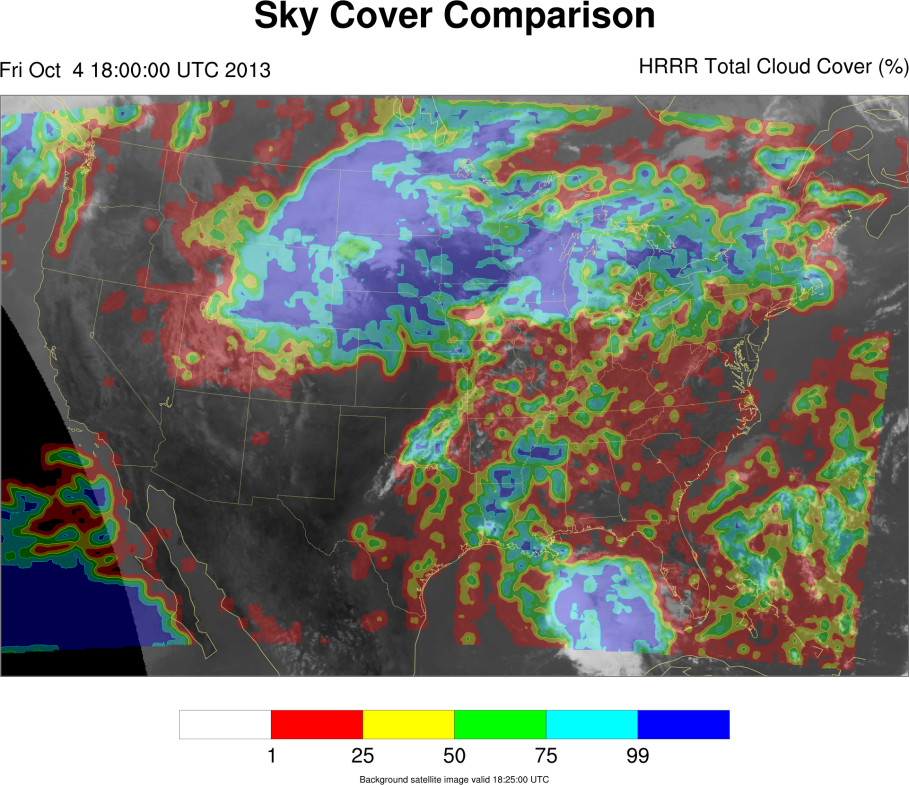 Sky Cover Comparison
Fri Oct  4 18:00:00 UTC 2013
HRRR Total Cloud Cover (%)
1 25 50 75 99
Background satellite image valid 18:25:00 UTC